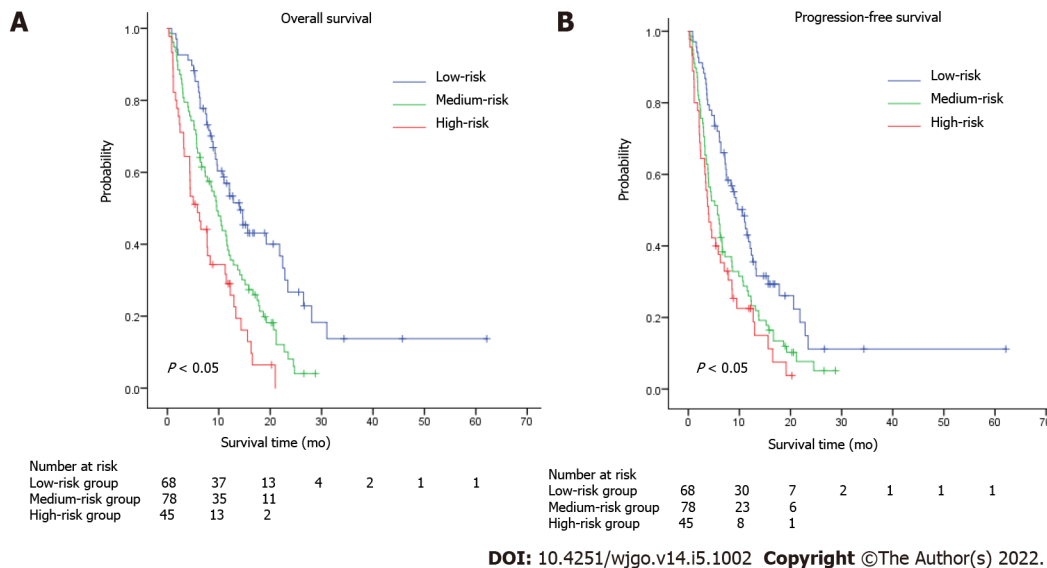 A
Overall survival
1.0
0.8
0.6
0.4
0.2
0.0
Probability
Low-risk
Medium-risk
High-risk
P < 0.05
0 10 20 30 40 50 60 70
Survival time (mo)
Number at risk
Low-risk group 68 37 13 4 2 1 1
Medium-risk group 78 35 11
High-risk group 45 13 2
B
Progression-free survival
1.0
0.8
0.6
0.4
0.2
0.0
Probability
Low-risk
Medium-risk
High-risk
P < 0.05
0 10 20 30 40 50 60 70
Survival time (mo)
Number at risk
Low-risk group 68 30 7 2 1 1 1
Medium-risk group 78 23 6
High-risk group 45 8 1
DOI: 10.4251/wjgo.v14.i5.1002 Copyright ©The Author(s) 2022.